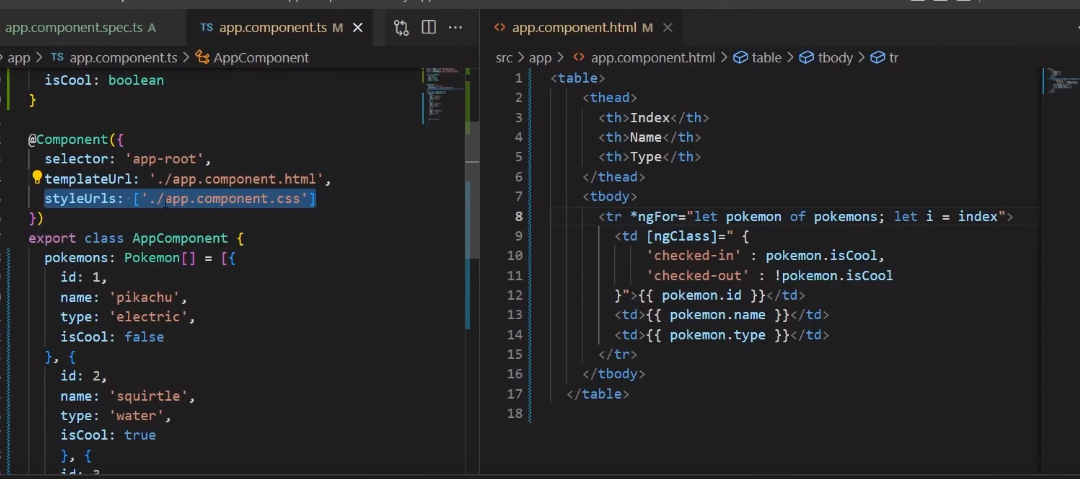 app.component.spec.ts A
TS app.component.ts M
app > TS app.component.ts > AppComponent
isCool: boolean
}
@Component({
selector: 'app-root',
templateUrl: './app.component.html',
styleUrls: ['./app.component.css']
})
export class AppComponent {
pokemons: Pokemon[] = [{
id: 1,
name: 'pikachu',
type: 'electric',
isCool: false
}, {
id: 2,
name: 'squirtle',
type: 'water',
isCool: true
}, {
<> app.component.html M
src > app > <> app.component.html > table > tbody > tr
1 <table>
2 <thead>
3 <th>Index</th>
4 <th>Name</th>
5 <th>Type</th>
6 </thead>
7 <tbody>
8 <tr *ngFor="let pokemon of pokemons; let i = index">
9 <td [ngClass]=" {
10 'checked-in' : pokemon.isCool,
11 'checked-out' : !pokemon.isCool
12 }">{{ pokemon.id }}</td>
13 <td>{{ pokemon.name }}</td>
14 <td>{{ pokemon.type }}</td>
15 </tr>
16 </tbody>
17 </table>
18